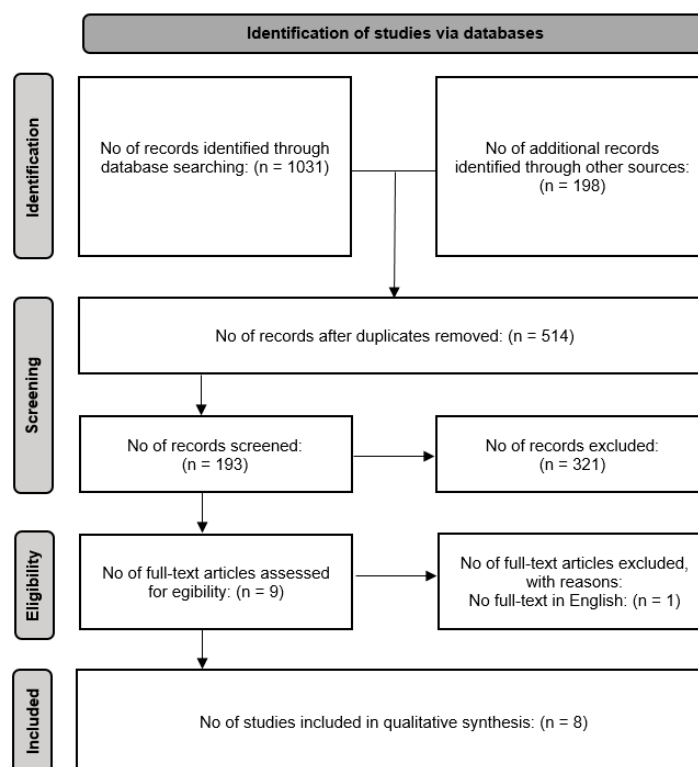 Identification of studies via databases
Identification
No of records identified through
database searching: (n = 1031)
No of additional records
identified through other sources:
(n = 198)
Screening
No of records after duplicates removed: (n = 514)
No of records screened:
(n = 193)
No of records excluded:
(n = 321)
Eligibility
No of full-text articles assessed
for egibility: (n = 9)
No of full-text articles excluded,
with reasons:
No full-text in English: (n = 1)
Included
No of studies included in qualitative synthesis: (n = 8)